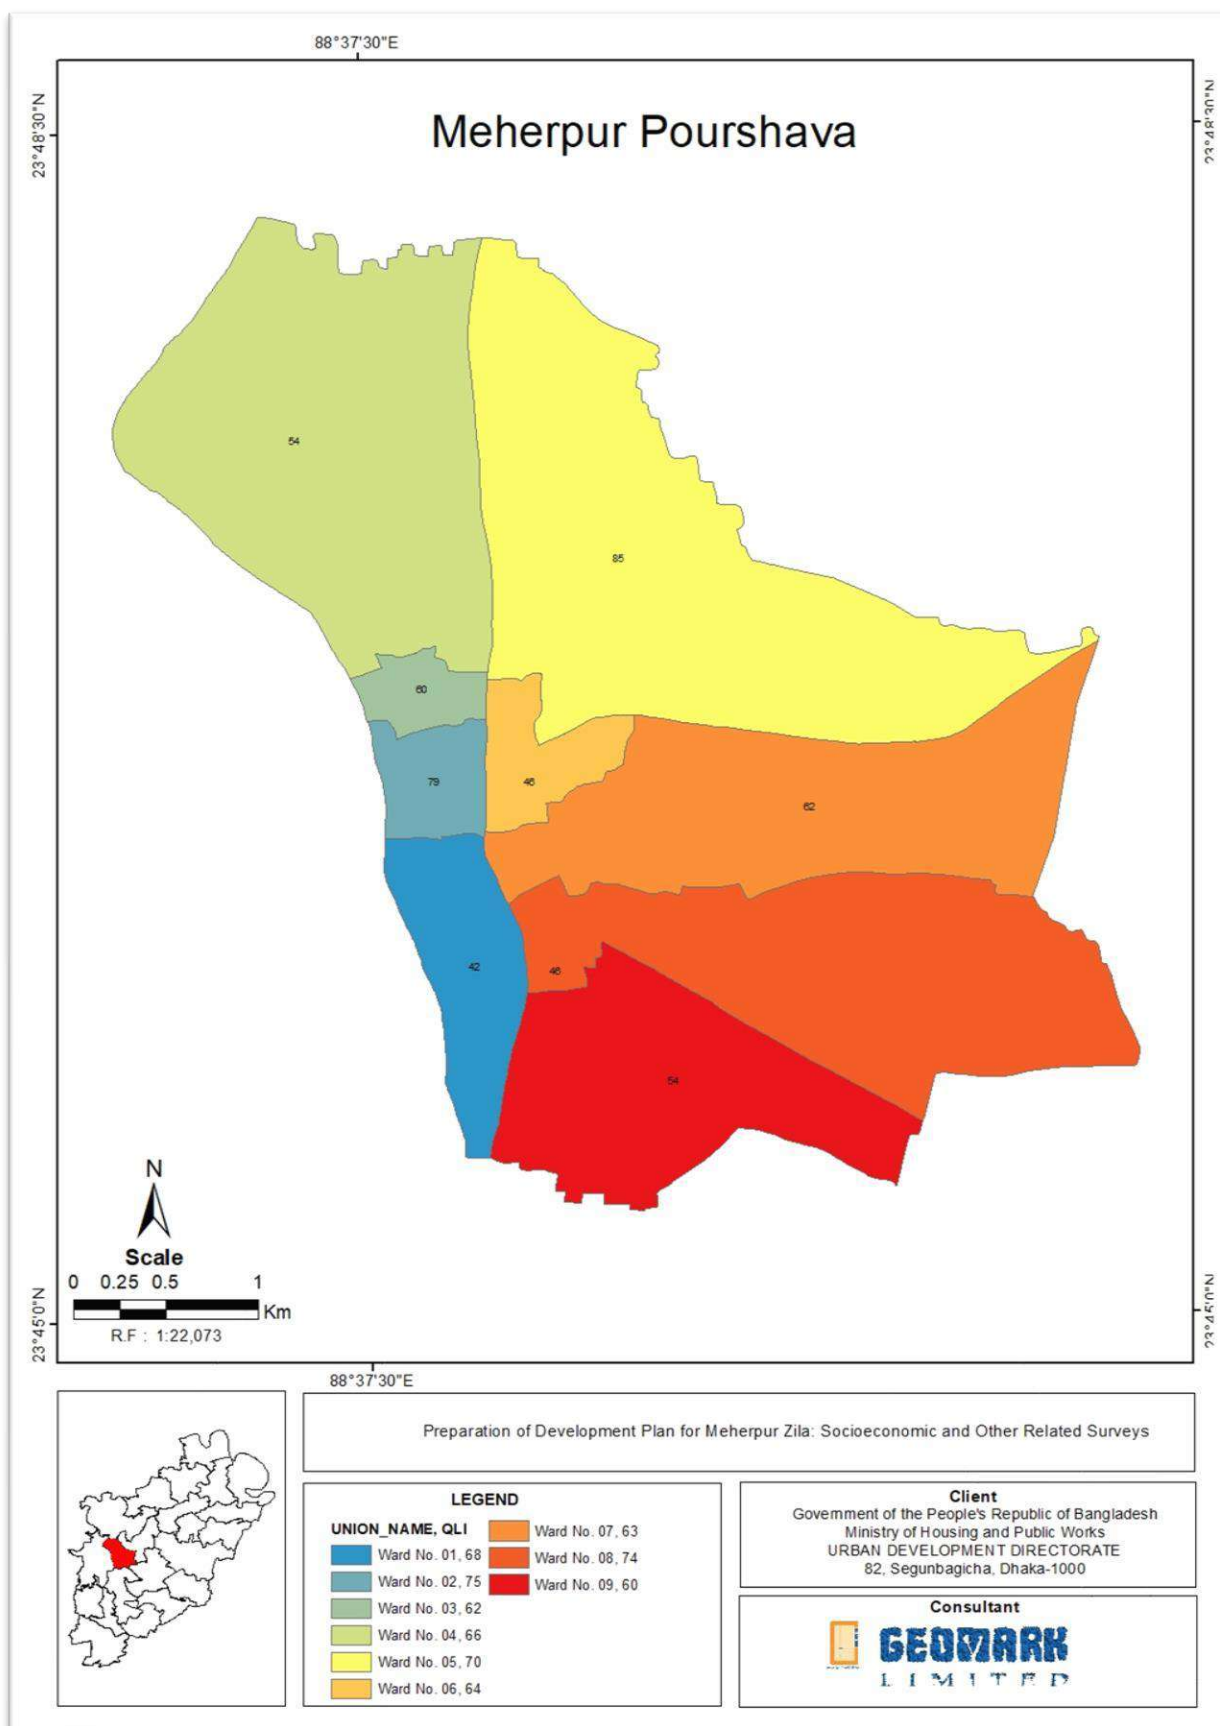 88°37'30"E
23°48'30"N
23°48'30"N
Meherpur Pourshava
54
85
60
79
46
62
42
46
54
N
Scale
0 0.25 0.5 1
Km
R.F : 1:22,073
23°45'0"N
23°45'0"N
88°37'30"E
Preparation of Development Plan for Meherpur Zila: Socioeconomic and Other Related Surveys
LEGEND
UNION_NAME, QLI
Ward No. 01, 68
Ward No. 02, 75
Ward No. 03, 62
Ward No. 04, 66
Ward No. 05, 70
Ward No. 06, 64
Ward No. 07, 63
Ward No. 08, 74
Ward No. 09, 60
Client
Government of the People's Republic of Bangladesh
Ministry of Housing and Public Works
URBAN DEVELOPMENT DIRECTORATE
82, Segunbagicha, Dhaka-1000
Consultant
GEOMARK
LIMITED